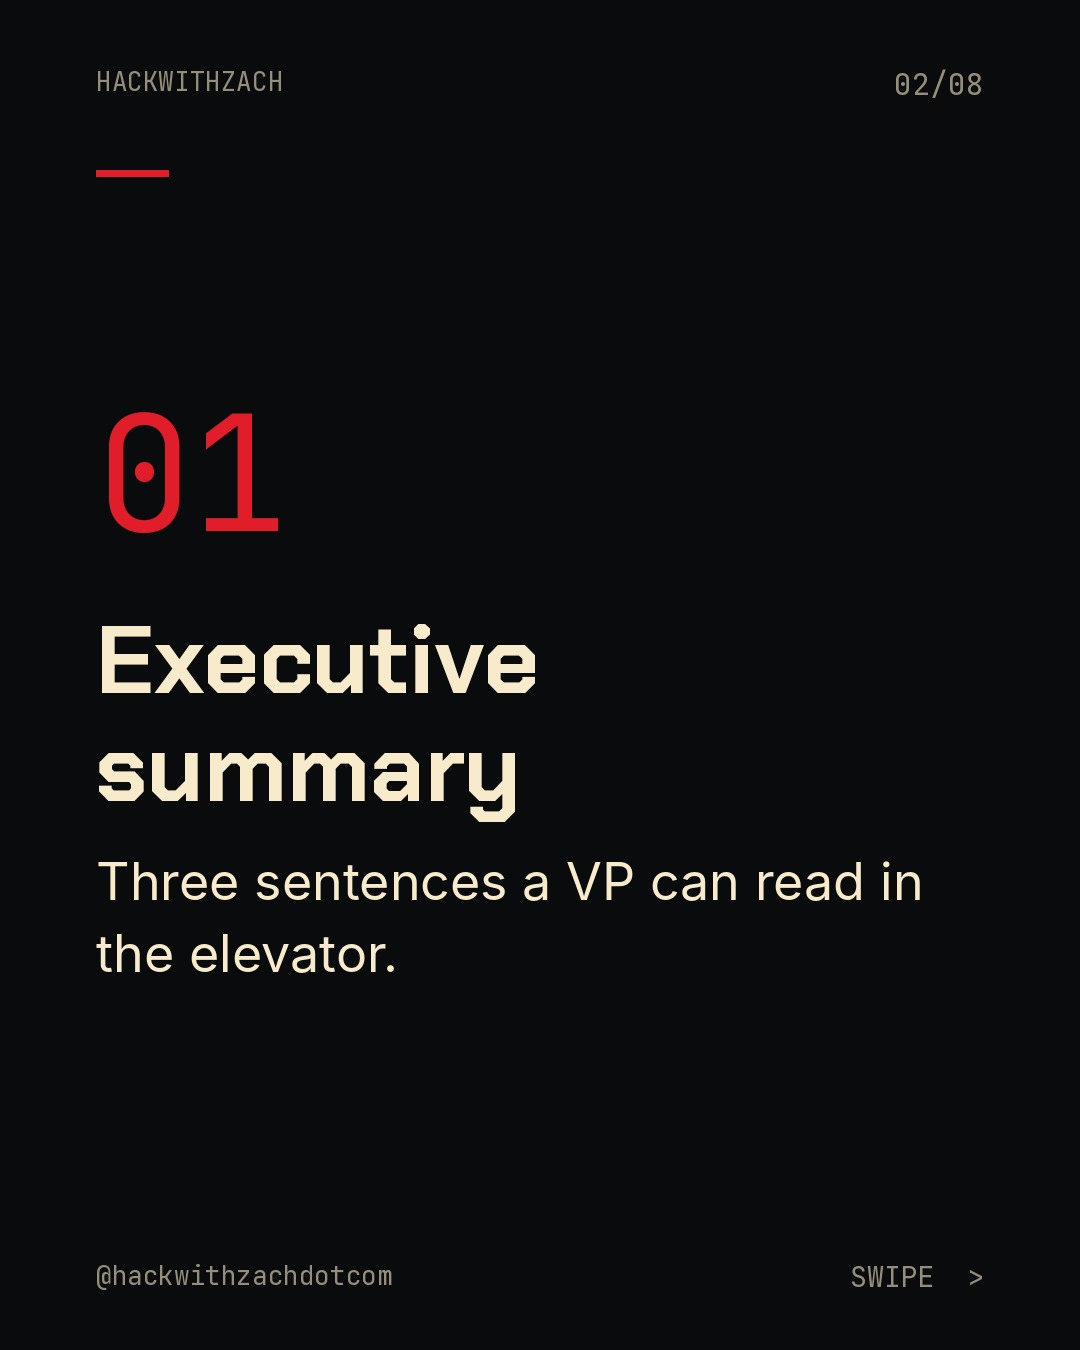 HACKWITHZACH
02/08
01
Executive
summary
Three sentences a VP can read in
the elevator.
@hackwithzachdotcom
SWIPE >